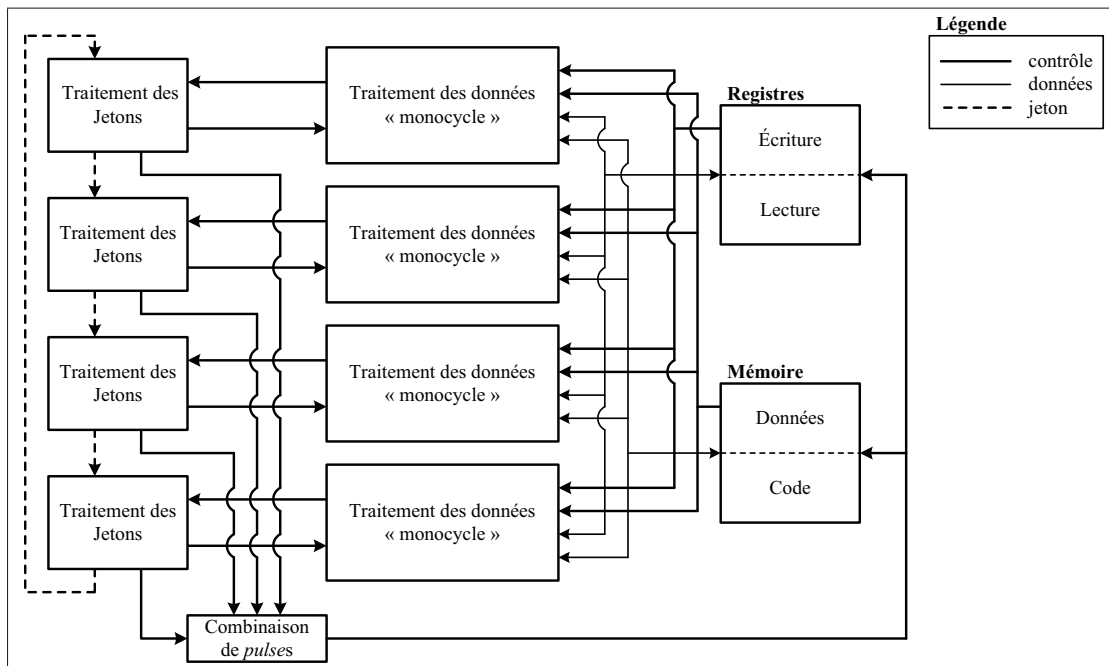 Légende
contrôle
données
jeton
Traitement des
Jetons
Traitement des données
« monocycle »
Registres
Écriture
Lecture
Traitement des
Jetons
Traitement des données
« monocycle »
Traitement des
Jetons
Traitement des données
« monocycle »
Mémoire
Données
Code
Traitement des
Jetons
Traitement des données
« monocycle »
Combinaison
de pulses